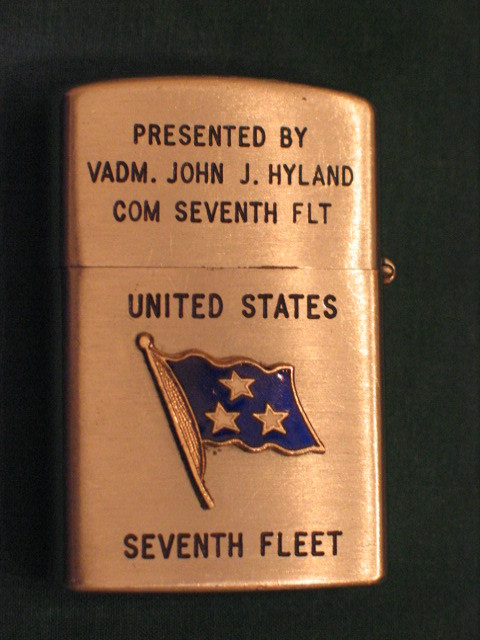 PRESENTED BY
VADM. JOHN J. HYLAND
COM SEVENTH FLT
UNITED STATES
SEVENTH FLEET